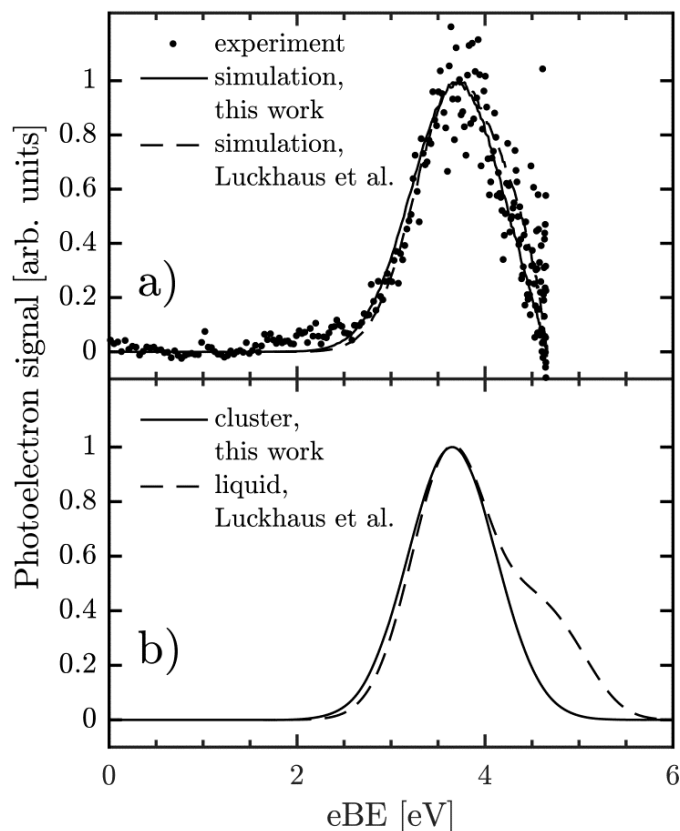 experiment
simulation,
this work
simulation,
Luckhaus et al.
1
0.8
0.6
0.4
0.2
0
a)
Photoelectron signal [arb. units]
cluster,
this work
liquid,
Luckhaus et al.
1
0.8
0.6
0.4
0.2
0
b)
0 2 4 6
eBE [eV]